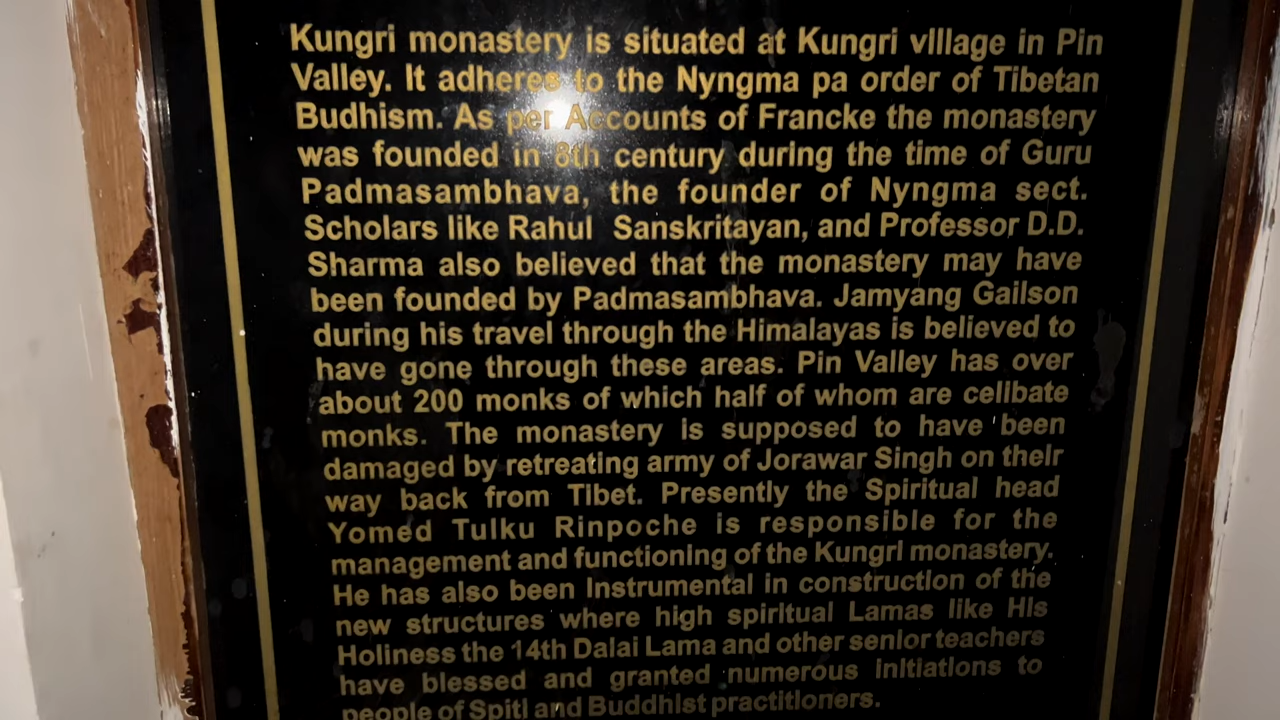 Kungri monastery is situated at Kungri village in Pin
Valley. It adheres to the Nyngma pa order of Tibetan
Budhism. As per Accounts of Francke the monastery
was founded in 8th century during the time of Guru
Padmasambhava, the founder of Nyngma sect.
Scholars like Rahul Sanskritayan, and Professor D.D.
Sharma also believed that the monastery may have
been founded by Padmasambhava. Jamyang Gailson
during his travel through the Himalayas is believed to
have gone through these areas. Pin Valley has over
about 200 monks of which half of whom are celibate
monks. The monastery is supposed to have been
damaged by retreating army of Jorawar Singh on their
way back from Tibet. Presently the Spiritual head
Yomed Tulku Rinpoche is responsible for the
management and functioning of the Kungri monastery.
He has also been Instrumental in construction of the
new structures where high spiritual Lamas like His
Holiness the 14th Dalai Lama and other senior teachers
have blessed and granted numerous initiations to
people of Spiti and Buddhist practitioners.